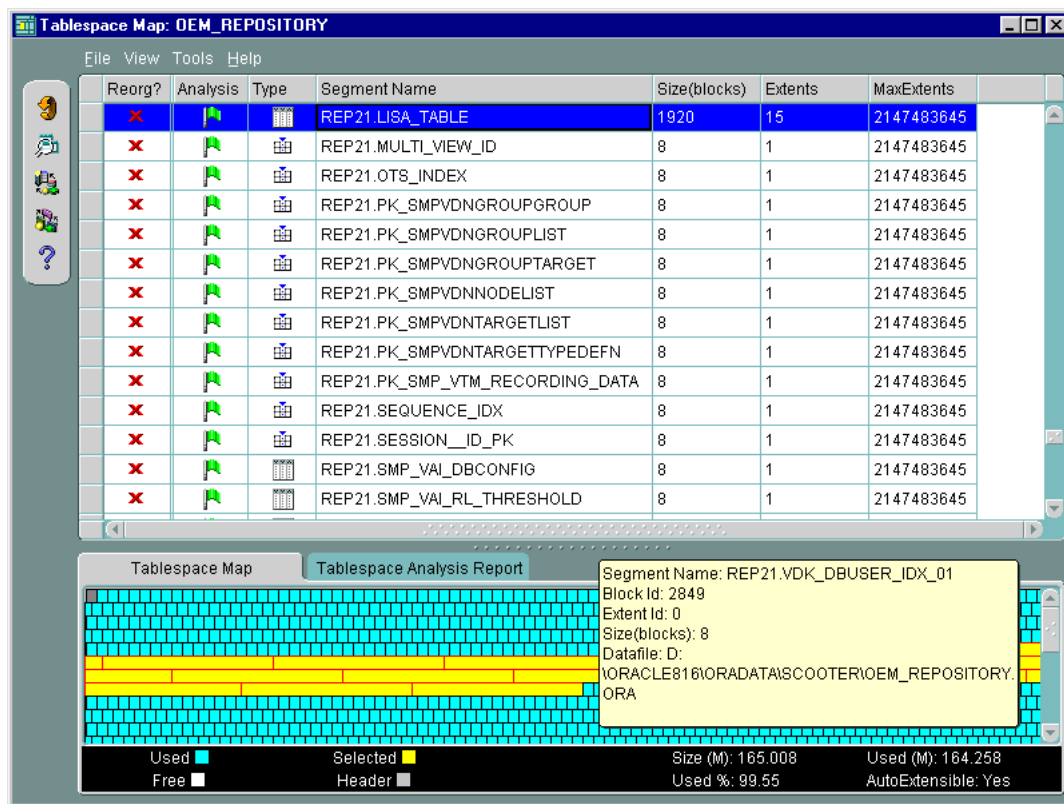 Tablespace Map: OEM_REPOSITORY
File View Tools Help
Reorg? Analysis Type Segment Name Size(blocks) Extents MaxExtents
REP21.LISA_TABLE 1920 15 2147483645
REP21.MULTI_VIEW_ID 8 1 2147483645
REP21.OTS_INDEX 8 1 2147483645
REP21.PK_SMPVDNGROUPGROUP 8 1 2147483645
REP21.PK_SMPVDNGROUPLIST 8 1 2147483645
REP21.PK_SMPVDNGROUPTARGET 8 1 2147483645
REP21.PK_SMPVDNNODELIST 8 1 2147483645
REP21.PK_SMPVDNTARGETLIST 8 1 2147483645
REP21.PK_SMPVDNTARGETTYPEDEFN 8 1 2147483645
REP21.PK_SMP_VTM_RECORDING_DATA 8 1 2147483645
REP21.SEQUENCE_IDX 8 1 2147483645
REP21.SESSION__ID_PK 8 1 2147483645
REP21.SMP_VAI_DBCONFIG 8 1 2147483645
REP21.SMP_VAI_RL_THRESHOLD 8 1 2147483645
Tablespace Map Tablespace Analysis Report
Segment Name: REP21.VDK_DBUSER_IDX_01
Block Id: 2849
Extent Id: 0
Size(blocks): 8
Datafile: D:
\ORACLE816\ORADATA\SCOOTER\OEM_REPOSITORY.
ORA
Used Selected Size (M): 165.008 Used (M): 164.258
Free Header Used %: 99.55 AutoExtensible: Yes